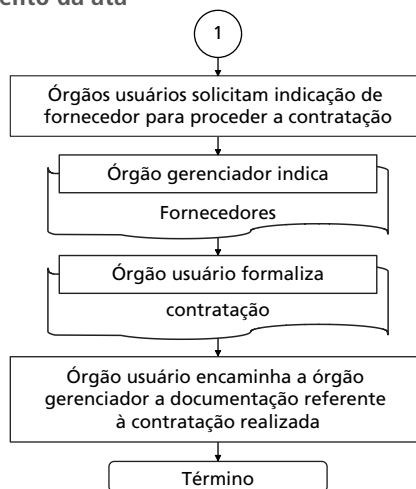 ento da ata
1
Órgãos usuários solicitam indicação de
fornecedor para proceder a contratação
Órgão gerenciador indica
Fornecedores
Órgão usuário formaliza
contratação
Órgão usuário encaminha a órgão
gerenciador a documentação referente
à contratação realizada
Término